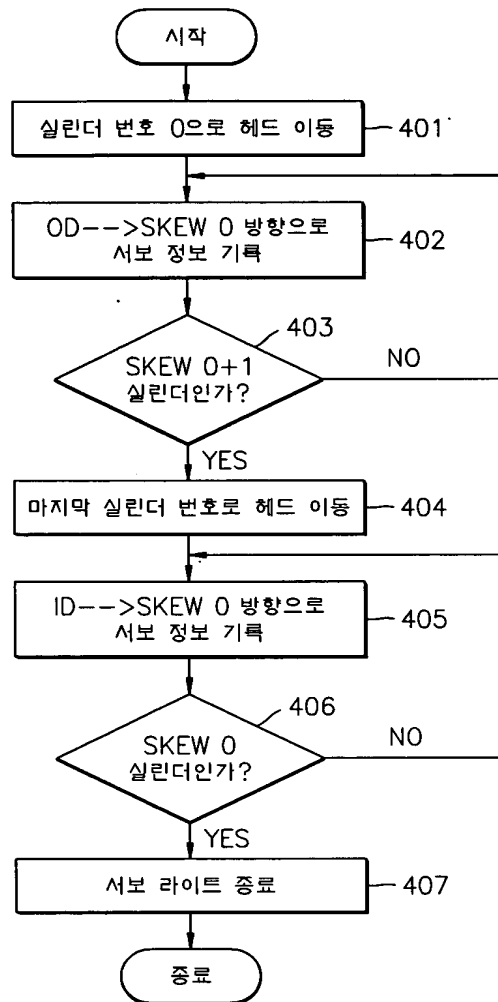 시작
실린더 번호 0으로 헤드 이동
401
OD-->SKEW 0 방향으로
서보 정보 기록
402
403
SKEW 0+1
실린더인가?
NO
YES
마지막 실린더 번호로 헤드 이동
404
ID-->SKEW 0 방향으로
서보 정보 기록
405
406
SKEW 0
실린더인가?
NO
YES
서보 라이트 종료
407
종료